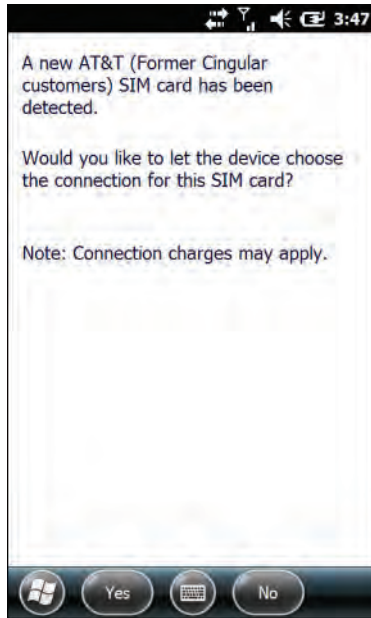 3:47
A new AT&T (Former Cingular
customers) SIM card has been
detected.
Would you like to let the device choose
the connection for this SIM card?
Note: Connection charges may apply.
Yes
No